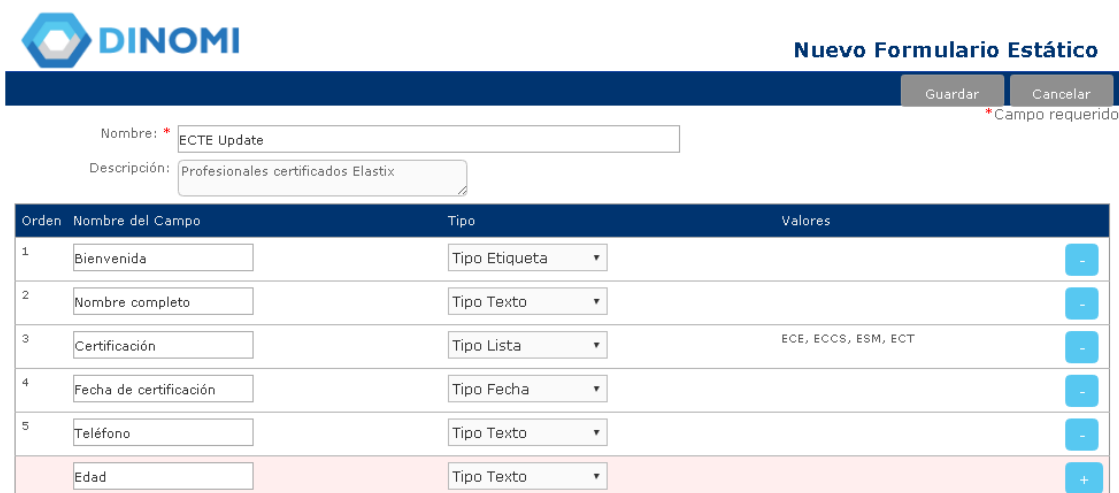 DINOMI
Nuevo Formulario Estático
Guardar Cancelar
*Campo requerido
Nombre: * ECTE Update
Descripción: Profesionales certificados Elastix
Orden Nombre del Campo Tipo Valores
1 Bienvenida Tipo Etiqueta -
2 Nombre completo Tipo Texto -
3 Certificación Tipo Lista ECE, ECCS, ESM, ECT -
4 Fecha de certificación Tipo Fecha -
5 Teléfono Tipo Texto -
Edad Tipo Texto +